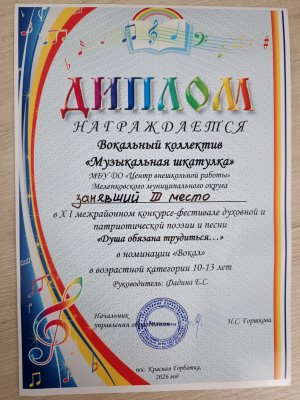 ДИПЛОМ
НАГРАЖДАЕТСЯ
Вокальный коллектив
«Музыкальная шкатулка»
МБУ ДО «Центр внешкольной работы»
Меленковского муниципального округа
занявший III место
в XI межрайонном конкурсе-фестивале духовной и
патриотической поэзии и песни
«Душа обязана трудиться…»
в номинации «Вокал»
в возрастной категории 10-13 лет
Руководитель: Фадина Е.С.
Начальник
управления образования
Н.С. Горшкова
пос. Красная Горбатка,
2026 год